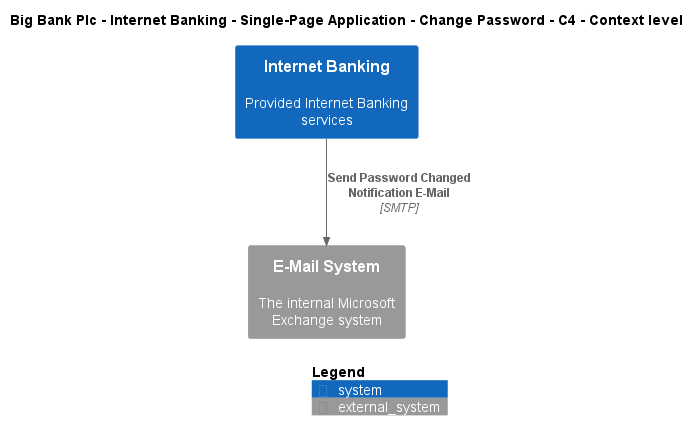 Big Bank Plc - Internet Banking - Single-Page Application - Change Password - C4 - Context level
Internet Banking
Provided Internet Banking
services
Send Password Changed
Notification E-Mail
[SMTP]
E-Mail System
The internal Microsoft
Exchange system
Legend
system
external_system